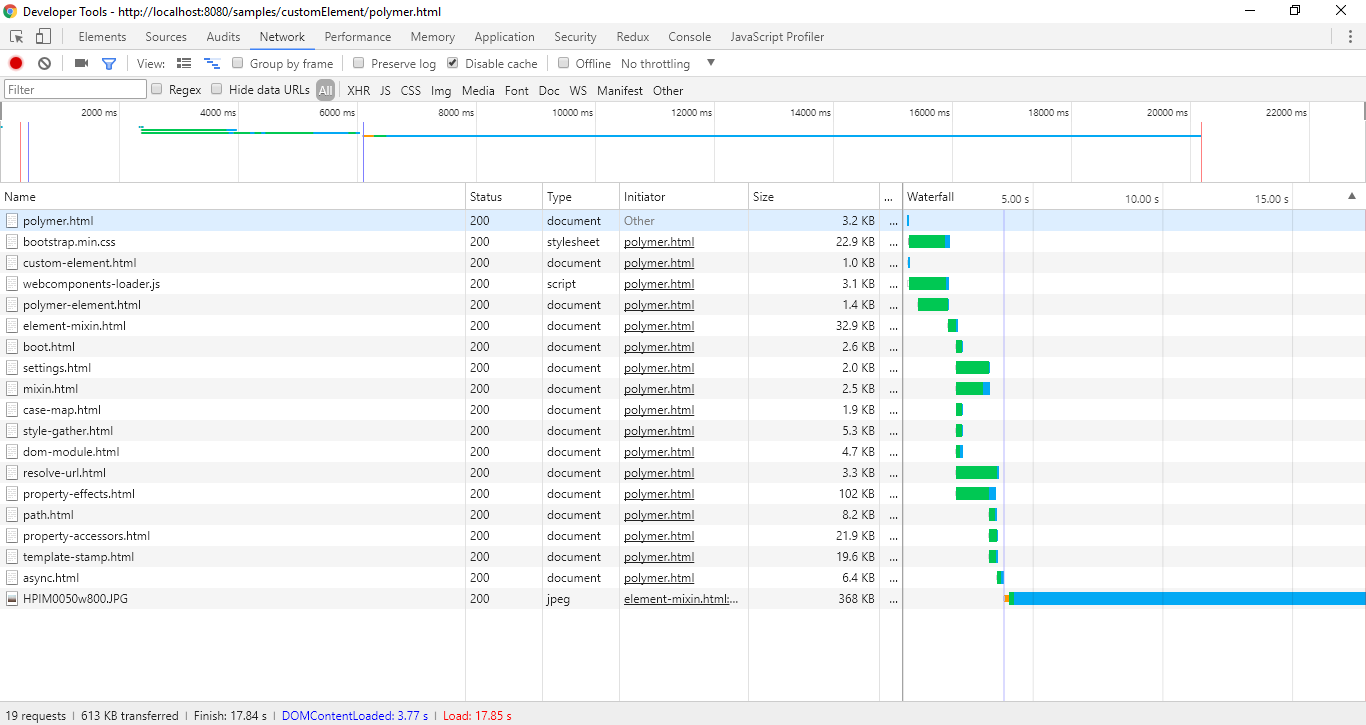 Developer Tools - http://localhost:8080/samples/customElement/polymer.html
Elements Sources Audits Network Performance Memory Application Security Redux Console JavaScript Profiler
View: Group by frame Preserve log Disable cache Offline No throttling
Filter Regex Hide data URLs All XHR JS CSS Img Media Font Doc WS Manifest Other
2000 ms 4000 ms 6000 ms 8000 ms 10000 ms 12000 ms 14000 ms 16000 ms 18000 ms 20000 ms 22000 ms
Name Status Type Initiator Size ... Waterfall 5.00 s 10.00 s 15.00 s
polymer.html 200 document Other 3.2 KB ...
bootstrap.min.css 200 stylesheet polymer.html 22.9 KB ...
custom-element.html 200 document polymer.html 1.0 KB ...
webcomponents-loader.js 200 script polymer.html 3.1 KB ...
polymer-element.html 200 document polymer.html 1.4 KB ...
element-mixin.html 200 document polymer.html 32.9 KB ...
boot.html 200 document polymer.html 2.6 KB ...
settings.html 200 document polymer.html 2.0 KB ...
mixin.html 200 document polymer.html 2.5 KB ...
case-map.html 200 document polymer.html 1.9 KB ...
style-gather.html 200 document polymer.html 5.3 KB ...
dom-module.html 200 document polymer.html 4.7 KB ...
resolve-url.html 200 document polymer.html 3.3 KB ...
property-effects.html 200 document polymer.html 102 KB ...
path.html 200 document polymer.html 8.2 KB ...
property-accessors.html 200 document polymer.html 21.9 KB ...
template-stamp.html 200 document polymer.html 19.6 KB ...
async.html 200 document polymer.html 6.4 KB ...
HPIM0050w800.JPG 200 jpeg element-mixin.html:... 368 KB ...
19 requests | 613 KB transferred | Finish: 17.84 s | DOMContentLoaded: 3.77 s | Load: 17.85 s